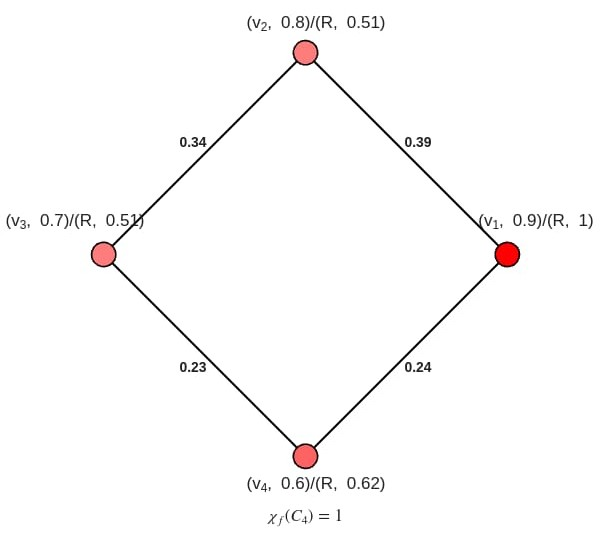 (v₂, 0.8)/(R, 0.51)
0.34
0.39
(v₃, 0.7)/(R, 0.51)
(v₁, 0.9)/(R, 1)
0.23
0.24
(v₄, 0.6)/(R, 0.62)
χ_f(C₄) = 1